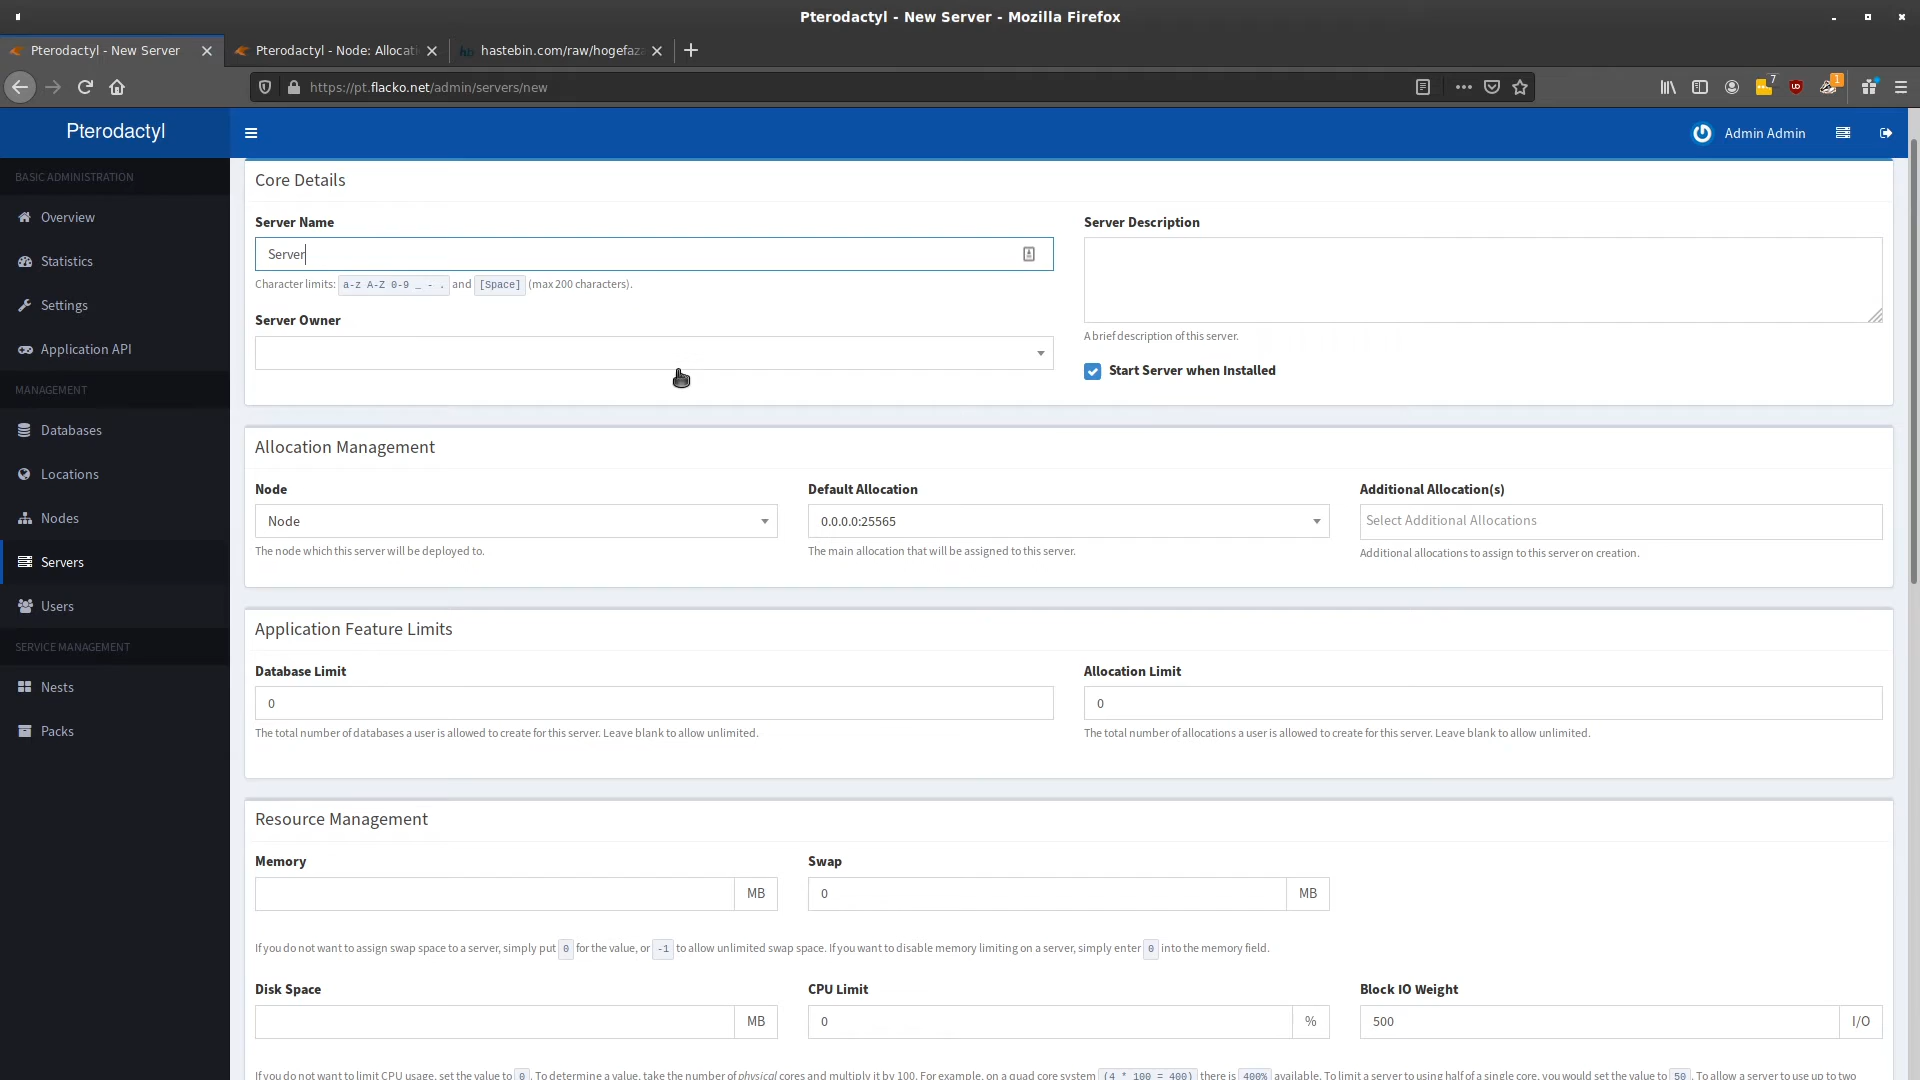 Pterodactyl - New Server - Mozilla Firefox
Pterodactyl - New Server
Pterodactyl - Node: Allocati
hastebin.com/raw/hogefaz
https://pt.flacko.net/admin/servers/new
7
1
Pterodactyl
Admin Admin
BASIC ADMINISTRATION
Overview
Statistics
Settings
Application API
MANAGEMENT
Databases
Locations
Nodes
Servers
Users
SERVICE MANAGEMENT
Nests
Packs
Core Details
Server Name
Server
Character limits: a-z A-Z 0-9 _ - . and [Space] (max 200 characters).
Server Owner
Server Description
A brief description of this server.
Start Server when Installed
Allocation Management
Node
Node
The node which this server will be deployed to.
Default Allocation
0.0.0.0:25565
The main allocation that will be assigned to this server.
Additional Allocation(s)
Select Additional Allocations
Additional allocations to assign to this server on creation.
Application Feature Limits
Database Limit
0
The total number of databases a user is allowed to create for this server. Leave blank to allow unlimited.
Allocation Limit
0
The total number of allocations a user is allowed to create for this server. Leave blank to allow unlimited.
Resource Management
Memory
MB
Swap
0
MB
If you do not want to assign swap space to a server, simply put 0 for the value, or -1 to allow unlimited swap space. If you want to disable memory limiting on a server, simply enter 0 into the memory field.
Disk Space
MB
CPU Limit
0
%
Block IO Weight
500
I/O
If you do not want to limit CPU usage, set the value to 0. To determine a value, take the number of physical cores and multiply it by 100. For example, on a quad core system (4 * 100 = 400) there is 400% available. To limit a server to using half of a single core, you would set the value to 50. To allow a server to use up to two